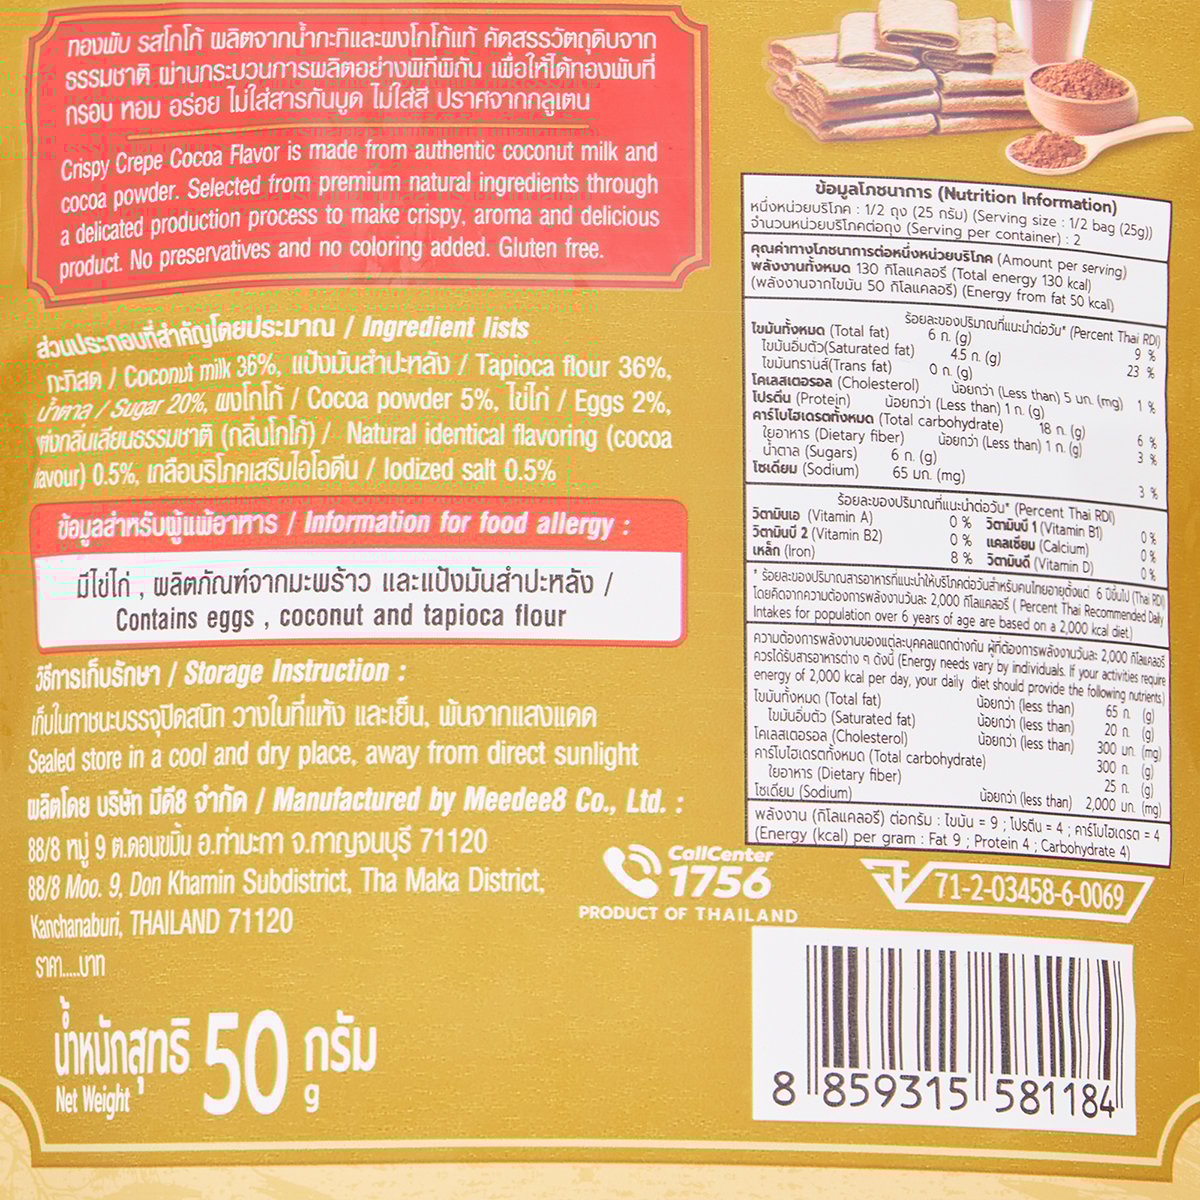 ทองพับ รสโกโก้ ผลิตจากน้ำกะทิและผงโกโก้แท้ คัดสรรวัตถุดิบจาก
ธรรมชาติ ผ่านกระบวนการผลิตอย่างพิถีพิถัน เพื่อให้ได้ทองพับที่
กรอบ หอม อร่อย ไม่ใส่สารกันบูด ไม่ใส่สี ปราศจากกลูเตน
Crispy Crepe Cocoa Flavor is made from authentic coconut milk and
cocoa powder. Selected from premium natural ingredients through
a delicated production process to make crispy, aroma and delicious
product. No preservatives and no coloring added. Gluten free.
ส่วนประกอบที่สำคัญโดยประมาณ / Ingredient lists
กะทิสด / Coconut milk 36%, แป้งมันสำปะหลัง / Tapioca flour 36%,
น้ำตาล / Sugar 20%, ผงโกโก้ / Cocoa powder 5%, ไข่ไก่ / Eggs 2%,
แต่งกลิ่นเลียนธรรมชาติ (กลิ่นโกโก้) / Natural identical flavoring (cocoa
flavour) 0.5%, เกลือบริโภคเสริมไอโอดีน / Iodized salt 0.5%
ข้อมูลสำหรับผู้แพ้อาหาร / Information for food allergy :
มีไข่ไก่ , ผลิตภัณฑ์จากมะพร้าว และแป้งมันสำปะหลัง /
Contains eggs , coconut and tapioca flour
วิธีการเก็บรักษา / Storage Instruction :
เก็บในภาชนะบรรจุปิดสนิท วางในที่แห้ง และเย็น, พ้นจากแสงแดด
Sealed store in a cool and dry place, away from direct sunlight
ผลิตโดย บริษัท มีดี8 จำกัด / Manufactured by Meedee8 Co., Ltd. :
88/8 หมู่ 9 ต.ดอนขมิ้น อ.ท่ามะกา จ.กาญจนบุรี 71120
88/8 Moo. 9, Don Khamin Subdistrict, Tha Maka District,
Kanchanaburi, THAILAND 71120
ราคา.....บาท
น้ำหนักสุทธิ 50 กรัม
Net Weight g
ข้อมูลโภชนาการ (Nutrition Information)
หนึ่งหน่วยบริโภค : 1/2 ถุง (25 กรัม) (Serving size : 1/2 bag (25g))
จำนวนหน่วยบริโภคต่อถุง (Serving per container) : 2
คุณค่าทางโภชนาการต่อหนึ่งหน่วยบริโภค (Amount per serving)
พลังงานทั้งหมด 130 กิโลแคลอรี (Total energy 130 kcal)
(พลังงานจากไขมัน 50 กิโลแคลอรี) (Energy from fat 50 kcal)
ร้อยละของปริมาณที่แนะนำต่อวัน* (Percent Thai RDI)
ไขมันทั้งหมด (Total fat) 6 ก. (g) 9 %
ไขมันอิ่มตัว(Saturated fat) 4.5 ก. (g) 23 %
ไขมันทรานส์(Trans fat) 0 ก. (g)
โคเลสเตอรอล (Cholesterol) น้อยกว่า (Less than) 5 มก. (mg) 1 %
โปรตีน (Protein) น้อยกว่า (Less than) 1 ก. (g)
คาร์โบไฮเดรตทั้งหมด (Total carbohydrate) 18 ก. (g) 6 %
ใยอาหาร (Dietary fiber) น้อยกว่า (Less than) 1 ก. (g) 3 %
น้ำตาล (Sugars) 6 ก. (g)
โซเดียม (Sodium) 65 มก. (mg) 3 %
ร้อยละของปริมาณที่แนะนำต่อวัน* (Percent Thai RDI)
วิตามินเอ (Vitamin A) 0 % วิตามินบี 1 (Vitamin B1) 0 %
วิตามินบี 2 (Vitamin B2) 0 % แคลเซียม (Calcium) 0 %
เหล็ก (Iron) 8 % วิตามินดี (Vitamin D) 0 %
* ร้อยละของปริมาณสารอาหารที่แนะนำให้บริโภคต่อวันสำหรับคนไทยอายุตั้งแต่ 6 ปีขึ้นไป (Thai RDI)
โดยคิดจากความต้องการพลังงานวันละ 2,000 กิโลแคลอรี ( Percent Thai Recommended Daily
Intakes for population over 6 years of age are based on a 2,000 kcal diet.)
ความต้องการพลังงานของแต่ละบุคคลแตกต่างกัน ผู้ที่ต้องการพลังงานวันละ 2,000 กิโลแคลอรี
ควรได้รับสารอาหารต่าง ๆ ดังนี้ (Energy needs vary by individuals. If your activities require
energy of 2,000 kcal per day, your daily diet should provide the following nutrients.)
ไขมันทั้งหมด (Total fat) น้อยกว่า (less than) 65 ก. (g)
ไขมันอิ่มตัว (Saturated fat) น้อยกว่า (less than) 20 ก. (g)
โคเลสเตอรอล (Cholesterol) น้อยกว่า (less than) 300 มก. (mg)
คาร์โบไฮเดรตทั้งหมด (Total carbohydrate) 300 ก. (g)
ใยอาหาร (Dietary fiber) 25 ก. (g)
โซเดียม (Sodium) น้อยกว่า (less than) 2,000 มก. (mg)
พลังงาน (กิโลแคลอรี) ต่อกรัม : ไขมัน = 9 ; โปรตีน = 4 ; คาร์โบไฮเดรต = 4
(Energy (kcal) per gram : Fat 9 ; Protein 4 ; Carbohydrate 4)
CallCenter
1756
PRODUCT OF THAILAND
71-2-03458-6-0069
8 859315 581184